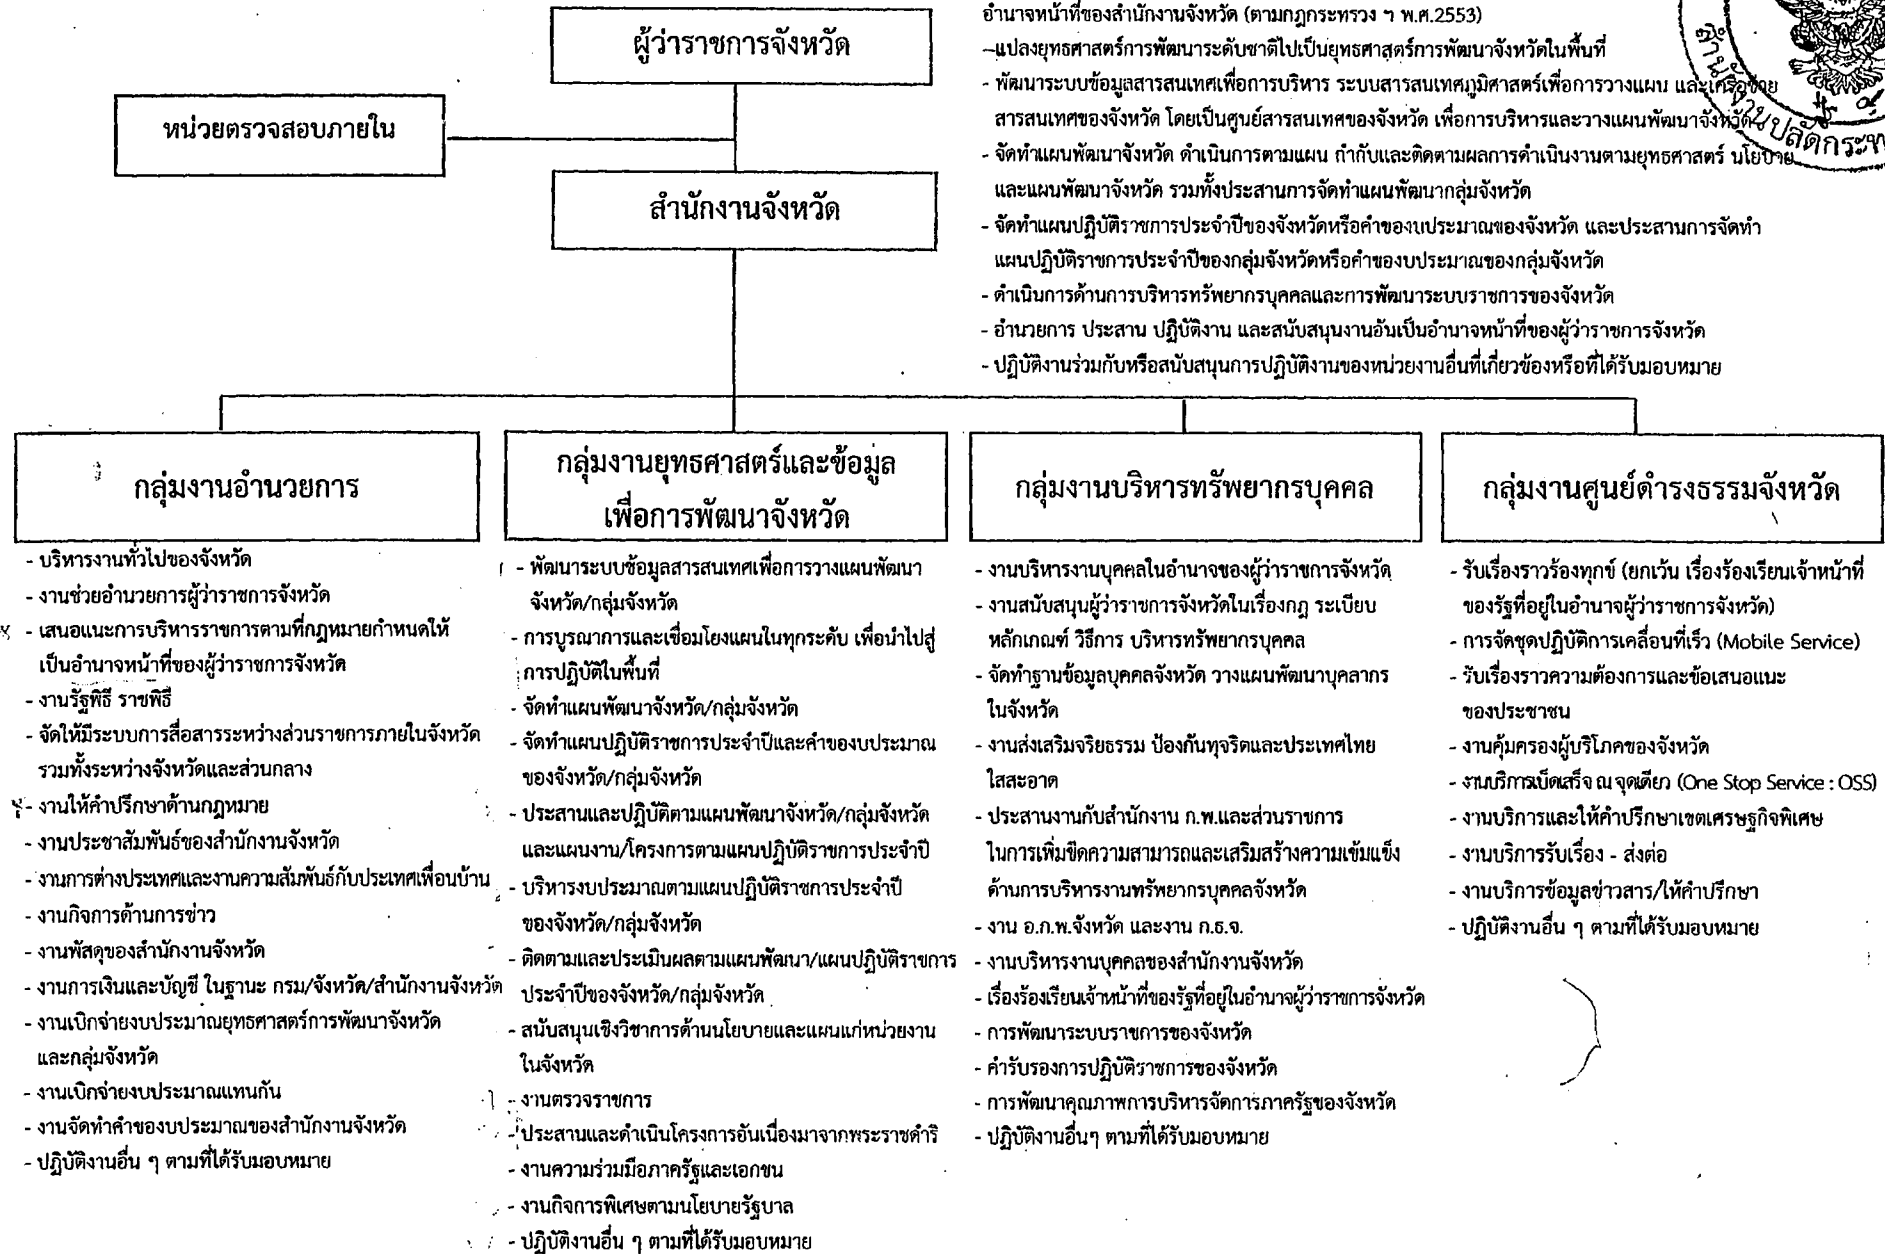 ผู้ว่าราชการจังหวัด
หน่วยตรวจสอบภายใน
สำนักงานจังหวัด
อำนาจหน้าที่ของสำนักงานจังหวัด (ตามกฎกระทรวง ฯ พ.ศ.2553)
-แปลงยุทธศาสตร์การพัฒนาระดับชาติไปเป็นยุทธศาสตร์การพัฒนาจังหวัดในพื้นที่
- พัฒนาระบบข้อมูลสารสนเทศเพื่อการบริหาร ระบบสารสนเทศภูมิศาสตร์เพื่อการวางแผน และเครือข่าย
สารสนเทศของจังหวัด โดยเป็นศูนย์สารสนเทศของจังหวัด เพื่อการบริหารและวางแผนพัฒนาจังหวัด
- จัดทำแผนพัฒนาจังหวัด ดำเนินการตามแผน กำกับและติดตามผลการดำเนินงานตามยุทธศาสตร์ นโยบาย
และแผนพัฒนาจังหวัด รวมทั้งประสานการจัดทำแผนพัฒนากลุ่มจังหวัด
- จัดทำแผนปฏิบัติราชการประจำปีของจังหวัดหรือคำของบประมาณของจังหวัด และประสานการจัดทำ
แผนปฏิบัติราชการประจำปีของกลุ่มจังหวัดหรือคำของบประมาณของกลุ่มจังหวัด
- ดำเนินการด้านการบริหารทรัพยากรบุคคลและการพัฒนาระบบราชการของจังหวัด
- อำนวยการ ประสาน ปฏิบัติงาน และสนับสนุนงานอันเป็นอำนาจหน้าที่ของผู้ว่าราชการจังหวัด
- ปฏิบัติงานร่วมกับหรือสนับสนุนการปฏิบัติงานของหน่วยงานอื่นที่เกี่ยวข้องหรือที่ได้รับมอบหมาย
กลุ่มงานอำนวยการ
- บริหารงานทั่วไปของจังหวัด
- งานช่วยอำนวยการผู้ว่าราชการจังหวัด
- เสนอแนะการบริหารราชการตามที่กฎหมายกำหนดให้
เป็นอำนาจหน้าที่ของผู้ว่าราชการจังหวัด
- งานรัฐพิธี ราชพิธี
- จัดให้มีระบบการสื่อสารระหว่างส่วนราชการภายในจังหวัด
รวมทั้งระหว่างจังหวัดและส่วนกลาง
- งานให้คำปรึกษาด้านกฎหมาย
- งานประชาสัมพันธ์ของสำนักงานจังหวัด
- งานการต่างประเทศและงานความสัมพันธ์กับประเทศเพื่อนบ้าน
- งานกิจการด้านการข่าว
- งานพัสดุของสำนักงานจังหวัด
- งานการเงินและบัญชี ในฐานะ กรม/จังหวัด/สำนักงานจังหวัด
- งานเบิกจ่ายงบประมาณยุทธศาสตร์การพัฒนาจังหวัด
และกลุ่มจังหวัด
- งานเบิกจ่ายงบประมาณแทนกัน
- งานจัดทำคำของบประมาณของสำนักงานจังหวัด
- ปฏิบัติงานอื่น ๆ ตามที่ได้รับมอบหมาย
กลุ่มงานยุทธศาสตร์และข้อมูล
เพื่อการพัฒนาจังหวัด
- พัฒนาระบบข้อมูลสารสนเทศเพื่อการวางแผนพัฒนา
จังหวัด/กลุ่มจังหวัด
- การบูรณาการและเชื่อมโยงแผนในทุกระดับ เพื่อนำไปสู่
การปฏิบัติในพื้นที่
- จัดทำแผนพัฒนาจังหวัด/กลุ่มจังหวัด
- จัดทำแผนปฏิบัติราชการประจำปีและคำของบประมาณ
ของจังหวัด/กลุ่มจังหวัด
- ประสานและปฏิบัติตามแผนพัฒนาจังหวัด/กลุ่มจังหวัด
และแผนงาน/โครงการตามแผนปฏิบัติราชการประจำปี
- บริหารงบประมาณตามแผนปฏิบัติราชการประจำปี
ของจังหวัด/กลุ่มจังหวัด
- ติดตามและประเมินผลตามแผนพัฒนา/แผนปฏิบัติราชการ
ประจำปีของจังหวัด/กลุ่มจังหวัด
- สนับสนุนเชิงวิชาการด้านนโยบายและแผนแก่หน่วยงาน
ในจังหวัด
- งานตรวจราชการ
- ประสานและดำเนินโครงการอันเนื่องมาจากพระราชดำริ
- งานความร่วมมือภาครัฐและเอกชน
- งานกิจการพิเศษตามนโยบายรัฐบาล
- ปฏิบัติงานอื่น ๆ ตามที่ได้รับมอบหมาย
กลุ่มงานบริหารทรัพยากรบุคคล
- งานบริหารงานบุคคลในอำนาจของผู้ว่าราชการจังหวัด
- งานสนับสนุนผู้ว่าราชการจังหวัดในเรื่องกฎ ระเบียบ
หลักเกณฑ์ วิธีการ บริหารทรัพยากรบุคคล
- จัดทำฐานข้อมูลบุคคลจังหวัด วางแผนพัฒนาบุคลากร
ในจังหวัด
- งานส่งเสริมจริยธรรม ป้องกันทุจริตและประเทศไทย
ใสสะอาด
- ประสานงานกับสำนักงาน ก.พ.และส่วนราชการ
ในการเพิ่มขีดความสามารถและเสริมสร้างความเข้มแข็ง
ด้านการบริหารงานทรัพยากรบุคคลจังหวัด
- งาน อ.ก.พ.จังหวัด และงาน ก.ธ.จ.
- งานบริหารงานบุคคลของสำนักงานจังหวัด
- เรื่องร้องเรียนเจ้าหน้าที่ของรัฐที่อยู่ในอำนาจผู้ว่าราชการจังหวัด
- การพัฒนาระบบราชการของจังหวัด
- คำรับรองการปฏิบัติราชการของจังหวัด
- การพัฒนาคุณภาพการบริหารจัดการภาครัฐของจังหวัด
- ปฏิบัติงานอื่นๆ ตามที่ได้รับมอบหมาย
กลุ่มงานศูนย์ดำรงธรรมจังหวัด
- รับเรื่องราวร้องทุกข์ (ยกเว้น เรื่องร้องเรียนเจ้าหน้าที่
ของรัฐที่อยู่ในอำนาจผู้ว่าราชการจังหวัด)
- การจัดชุดปฏิบัติการเคลื่อนที่เร็ว (Mobile Service)
- รับเรื่องราวความต้องการและข้อเสนอแนะ
ของประชาชน
- งานคุ้มครองผู้บริโภคของจังหวัด
- งานบริการเบ็ดเสร็จ ณ จุดเดียว (One Stop Service : OSS)
- งานบริการและให้คำปรึกษาเขตเศรษฐกิจพิเศษ
- งานบริการรับเรื่อง - ส่งต่อ
- งานบริการข้อมูลข่าวสาร/ให้คำปรึกษา
- ปฏิบัติงานอื่น ๆ ตามที่ได้รับมอบหมาย